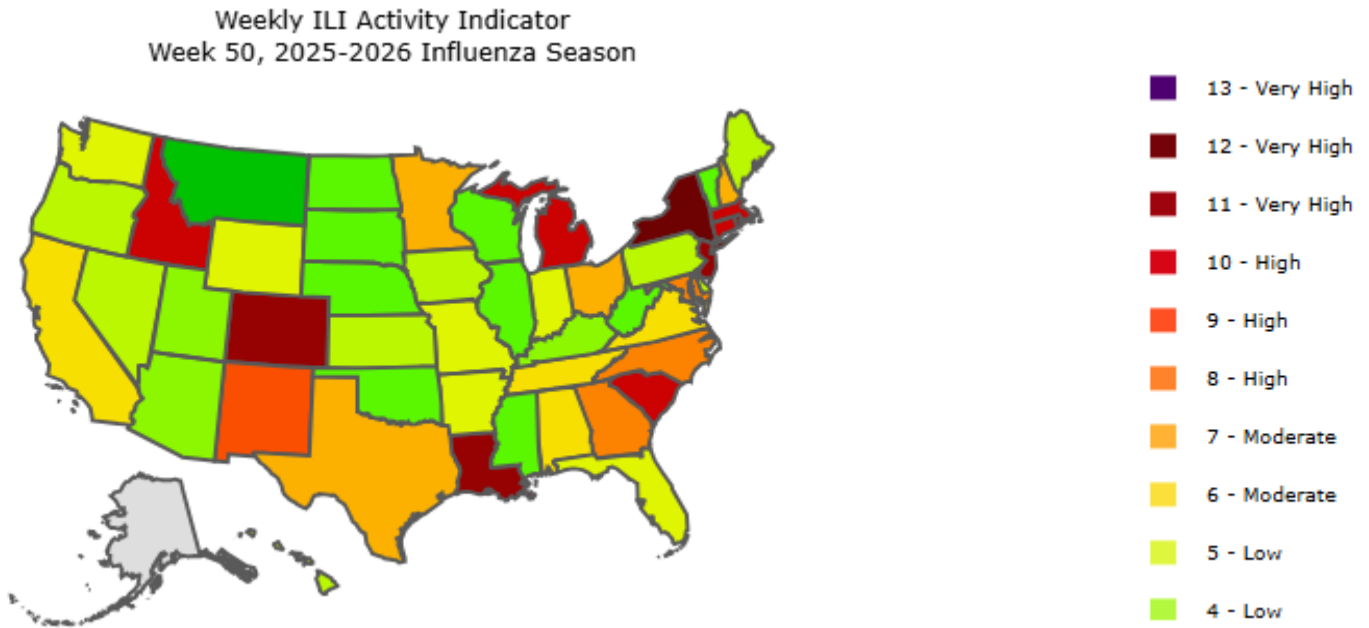 Weekly ILI Activity Indicator
Week 50, 2025-2026 Influenza Season
13 - Very High
12 - Very High
11 - Very High
10 - High
9 - High
8 - High
7 - Moderate
6 - Moderate
5 - Low
4 - Low